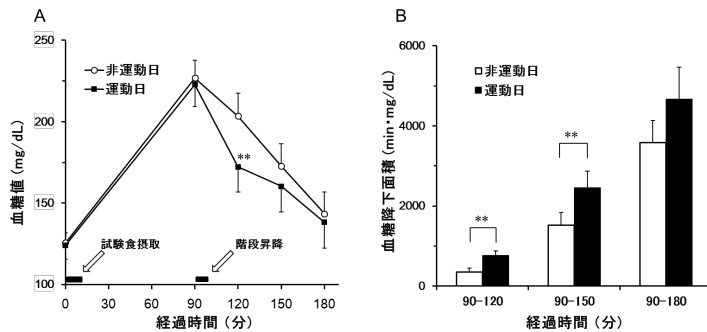 A
250
200
150
100
血糖値 (mg/dL)
非運動日
運動日
**
試験食摂取
階段昇降
0 30 60 90 120 150 180
経過時間 (分)
B
6000
4000
2000
0
血糖降下面積 (min・mg/dL)
非運動日
運動日
**
**
90-120 90-150 90-180
経過時間 (分)